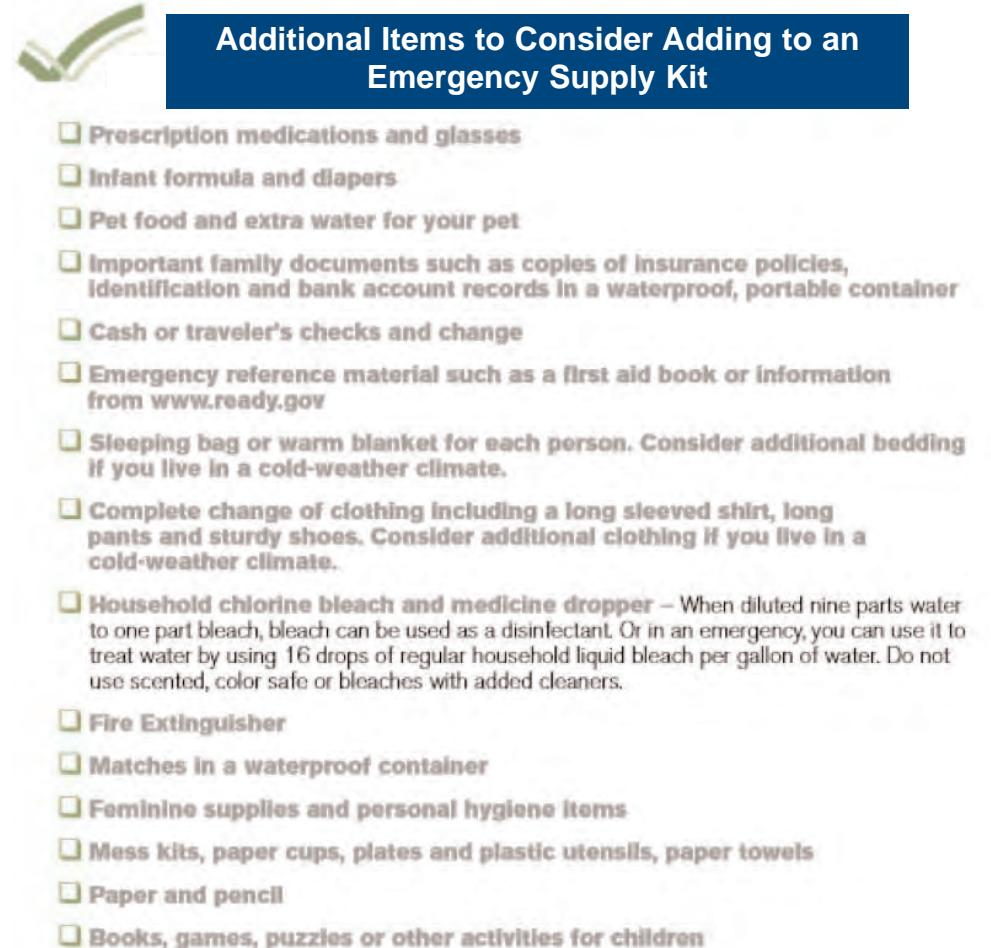 Additional Items to Consider Adding to an
Emergency Supply Kit
Prescription medications and glasses
Infant formula and diapers
Pet food and extra water for your pet
Important family documents such as copies of insurance policies,
identification and bank account records in a waterproof, portable container
Cash or traveler's checks and change
Emergency reference material such as a first aid book or information
from www.ready.gov
Sleeping bag or warm blanket for each person. Consider additional bedding
if you live in a cold-weather climate.
Complete change of clothing including a long sleeved shirt, long
pants and sturdy shoes. Consider additional clothing if you live in a
cold-weather climate.
Household chlorine bleach and medicine dropper – When diluted nine parts water
to one part bleach, bleach can be used as a disinfectant. Or in an emergency, you can use it to
treat water by using 16 drops of regular household liquid bleach per gallon of water. Do not
use scented, color safe or bleaches with added cleaners.
Fire Extinguisher
Matches in a waterproof container
Feminine supplies and personal hygiene items
Mess kits, paper cups, plates and plastic utensils, paper towels
Paper and pencil
Books, games, puzzles or other activities for children